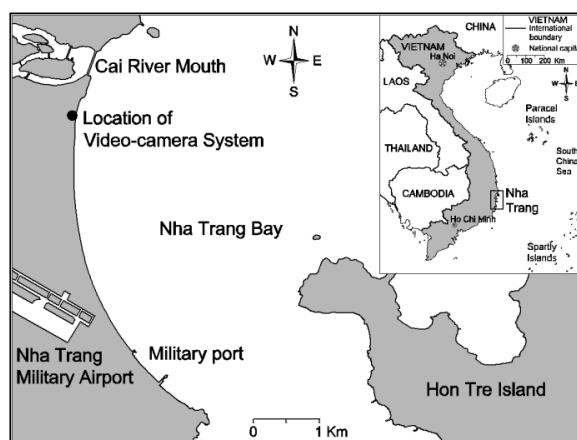 Cai River Mouth
N
W E
S
Location of
Video-camera System
Nha Trang Bay
Nha Trang
Military Airport
Military port
Hon Tre Island
0 1 Km
CHINA
VIETNAM
International
boundary
National capital
0 100 200 Km
N
W E
S
VIETNAM
Ha Noi
LAOS
Paracel
Islands
THAILAND
South
China
Sea
CAMBODIA
Nha
Trang
Ho Chi Minh
Spartly
Islands